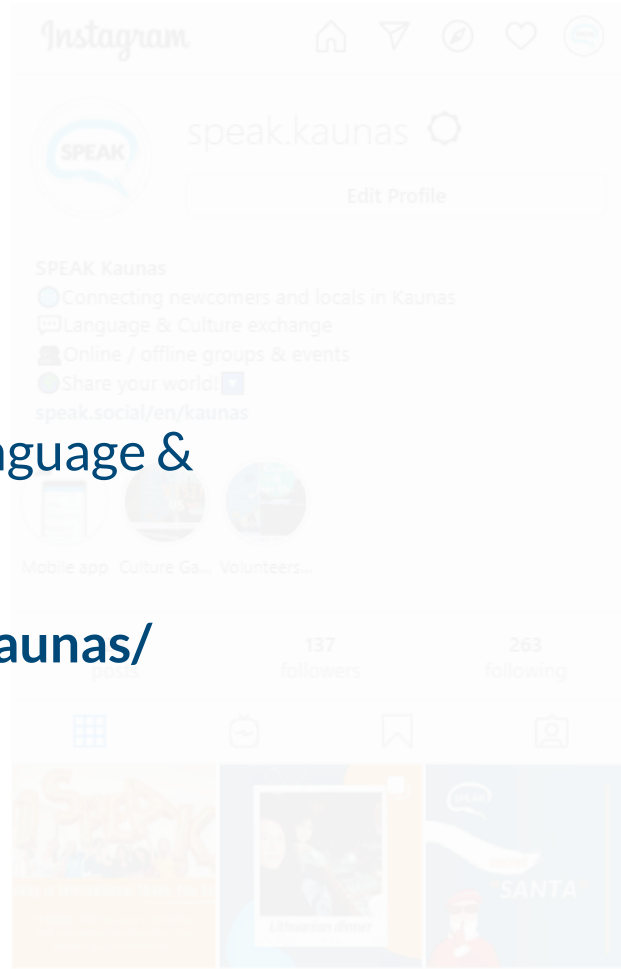 Instagram
SPEAK
speak.kaunas
Edit Profile
SPEAK Kaunas
Connecting newcomers and locals in Kaunas
Language & Culture exchange
Online / offline groups & events
Share your world!
speak.social/en/kaunas
nguage &
Mobile app Culture Ga... Volunteers...
aunas/
137 263
posts followers following
Lithuanian dinner
SANTA